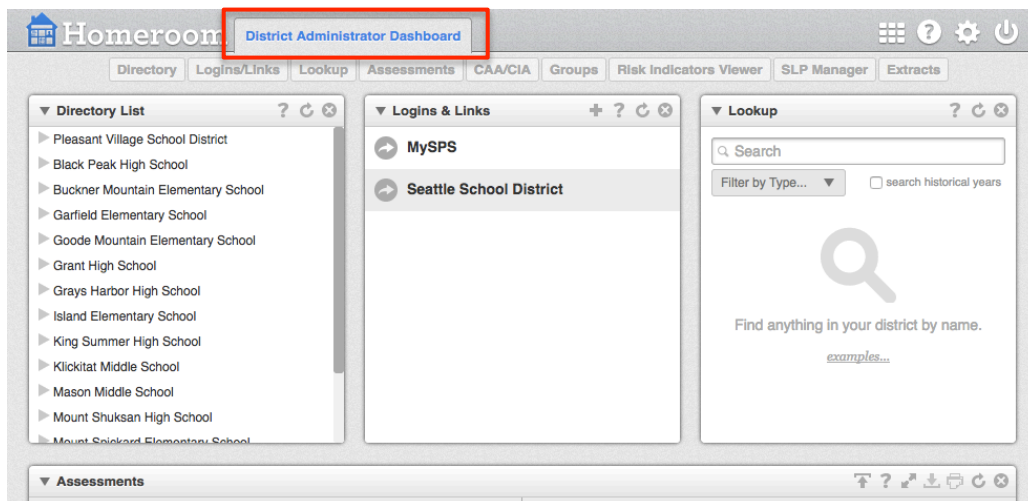 Homeroom
District Administrator Dashboard
Directory
Logins/Links
Lookup
Assessments
CAA/CIA
Groups
Risk Indicators Viewer
SLP Manager
Extracts
Directory List
Pleasant Village School District
Black Peak High School
Buckner Mountain Elementary School
Garfield Elementary School
Goode Mountain Elementary School
Grant High School
Grays Harbor High School
Island Elementary School
King Summer High School
Klickitat Middle School
Mason Middle School
Mount Shuksan High School
Mount Spickard Elementary School
Logins & Links
MySPS
Seattle School District
Lookup
Search
Filter by Type...
search historical years
Find anything in your district by name.
examples...
Assessments